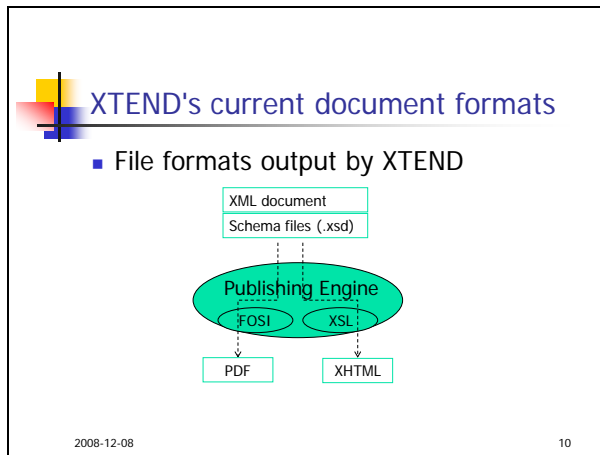 XTEND's current document formats
File formats output by XTEND
XML document
Schema files (.xsd)
Publishing Engine
FOSI
XSL
PDF
XHTML
2008-12-08
10